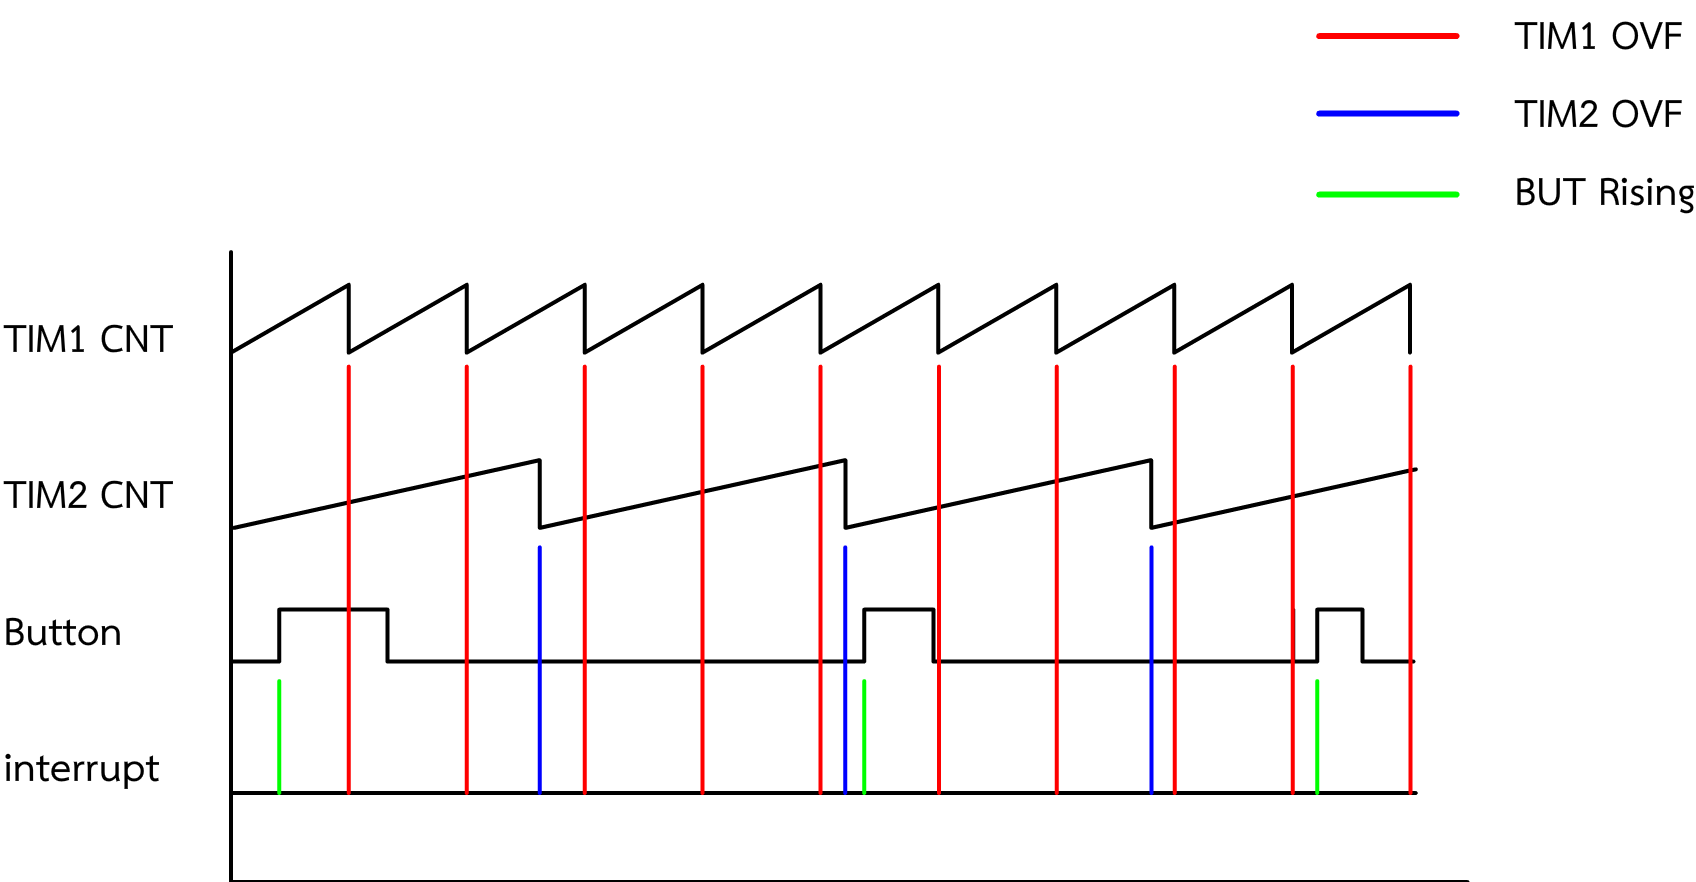 TIM1 OVF
TIM2 OVF
BUT Rising
TIM1 CNT
TIM2 CNT
Button
interrupt